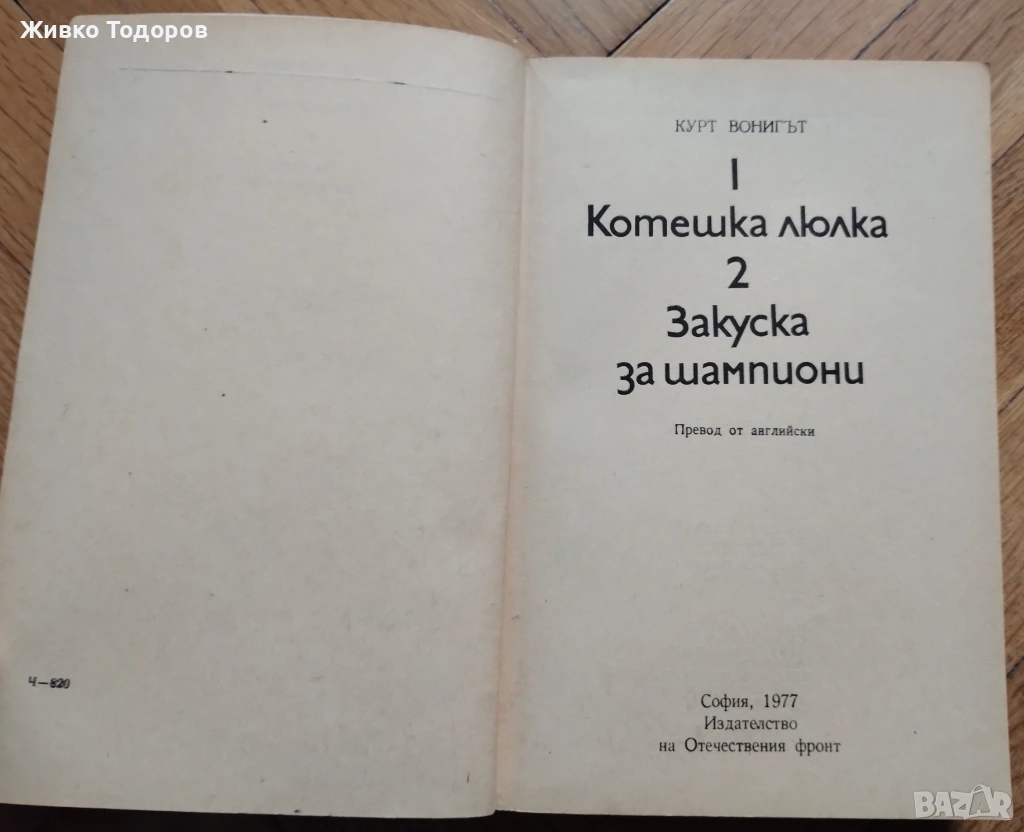 Живко Тодоров
Ч—820
КУРТ ВОНИГЪТ
1
Котешка люлка
2
Закуска
за шампиони
Превод от английски
София, 1977
Издателство
на Отечествения фронт
BAZAR